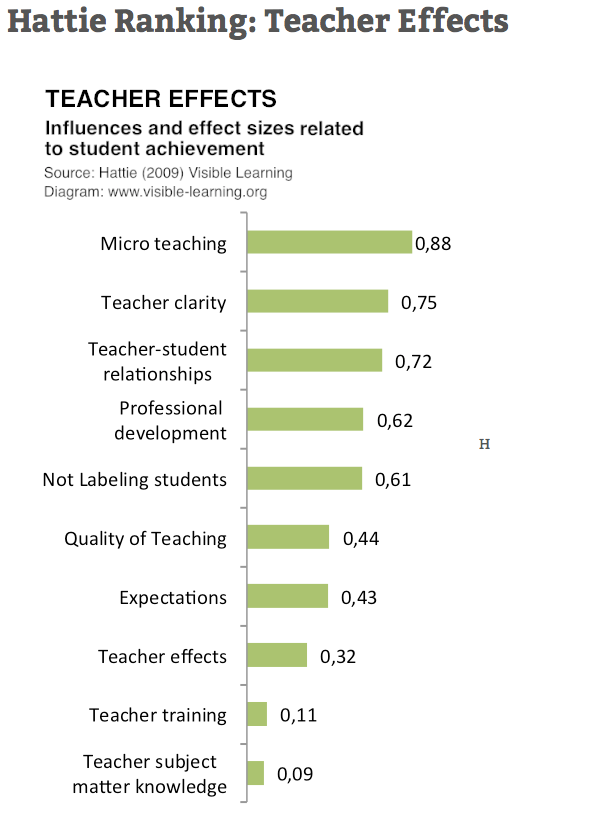 Hattie Ranking: Teacher Effects
TEACHER EFFECTS
Influences and effect sizes related
to student achievement
Source: Hattie (2009) Visible Learning
Diagram: www.visible-learning.org
Micro teaching 0,88
Teacher clarity 0,75
Teacher-student
relationships 0,72
Professional
development 0,62
H
Not Labeling students 0,61
Quality of Teaching 0,44
Expectations 0,43
Teacher effects 0,32
Teacher training 0,11
Teacher subject
matter knowledge 0,09